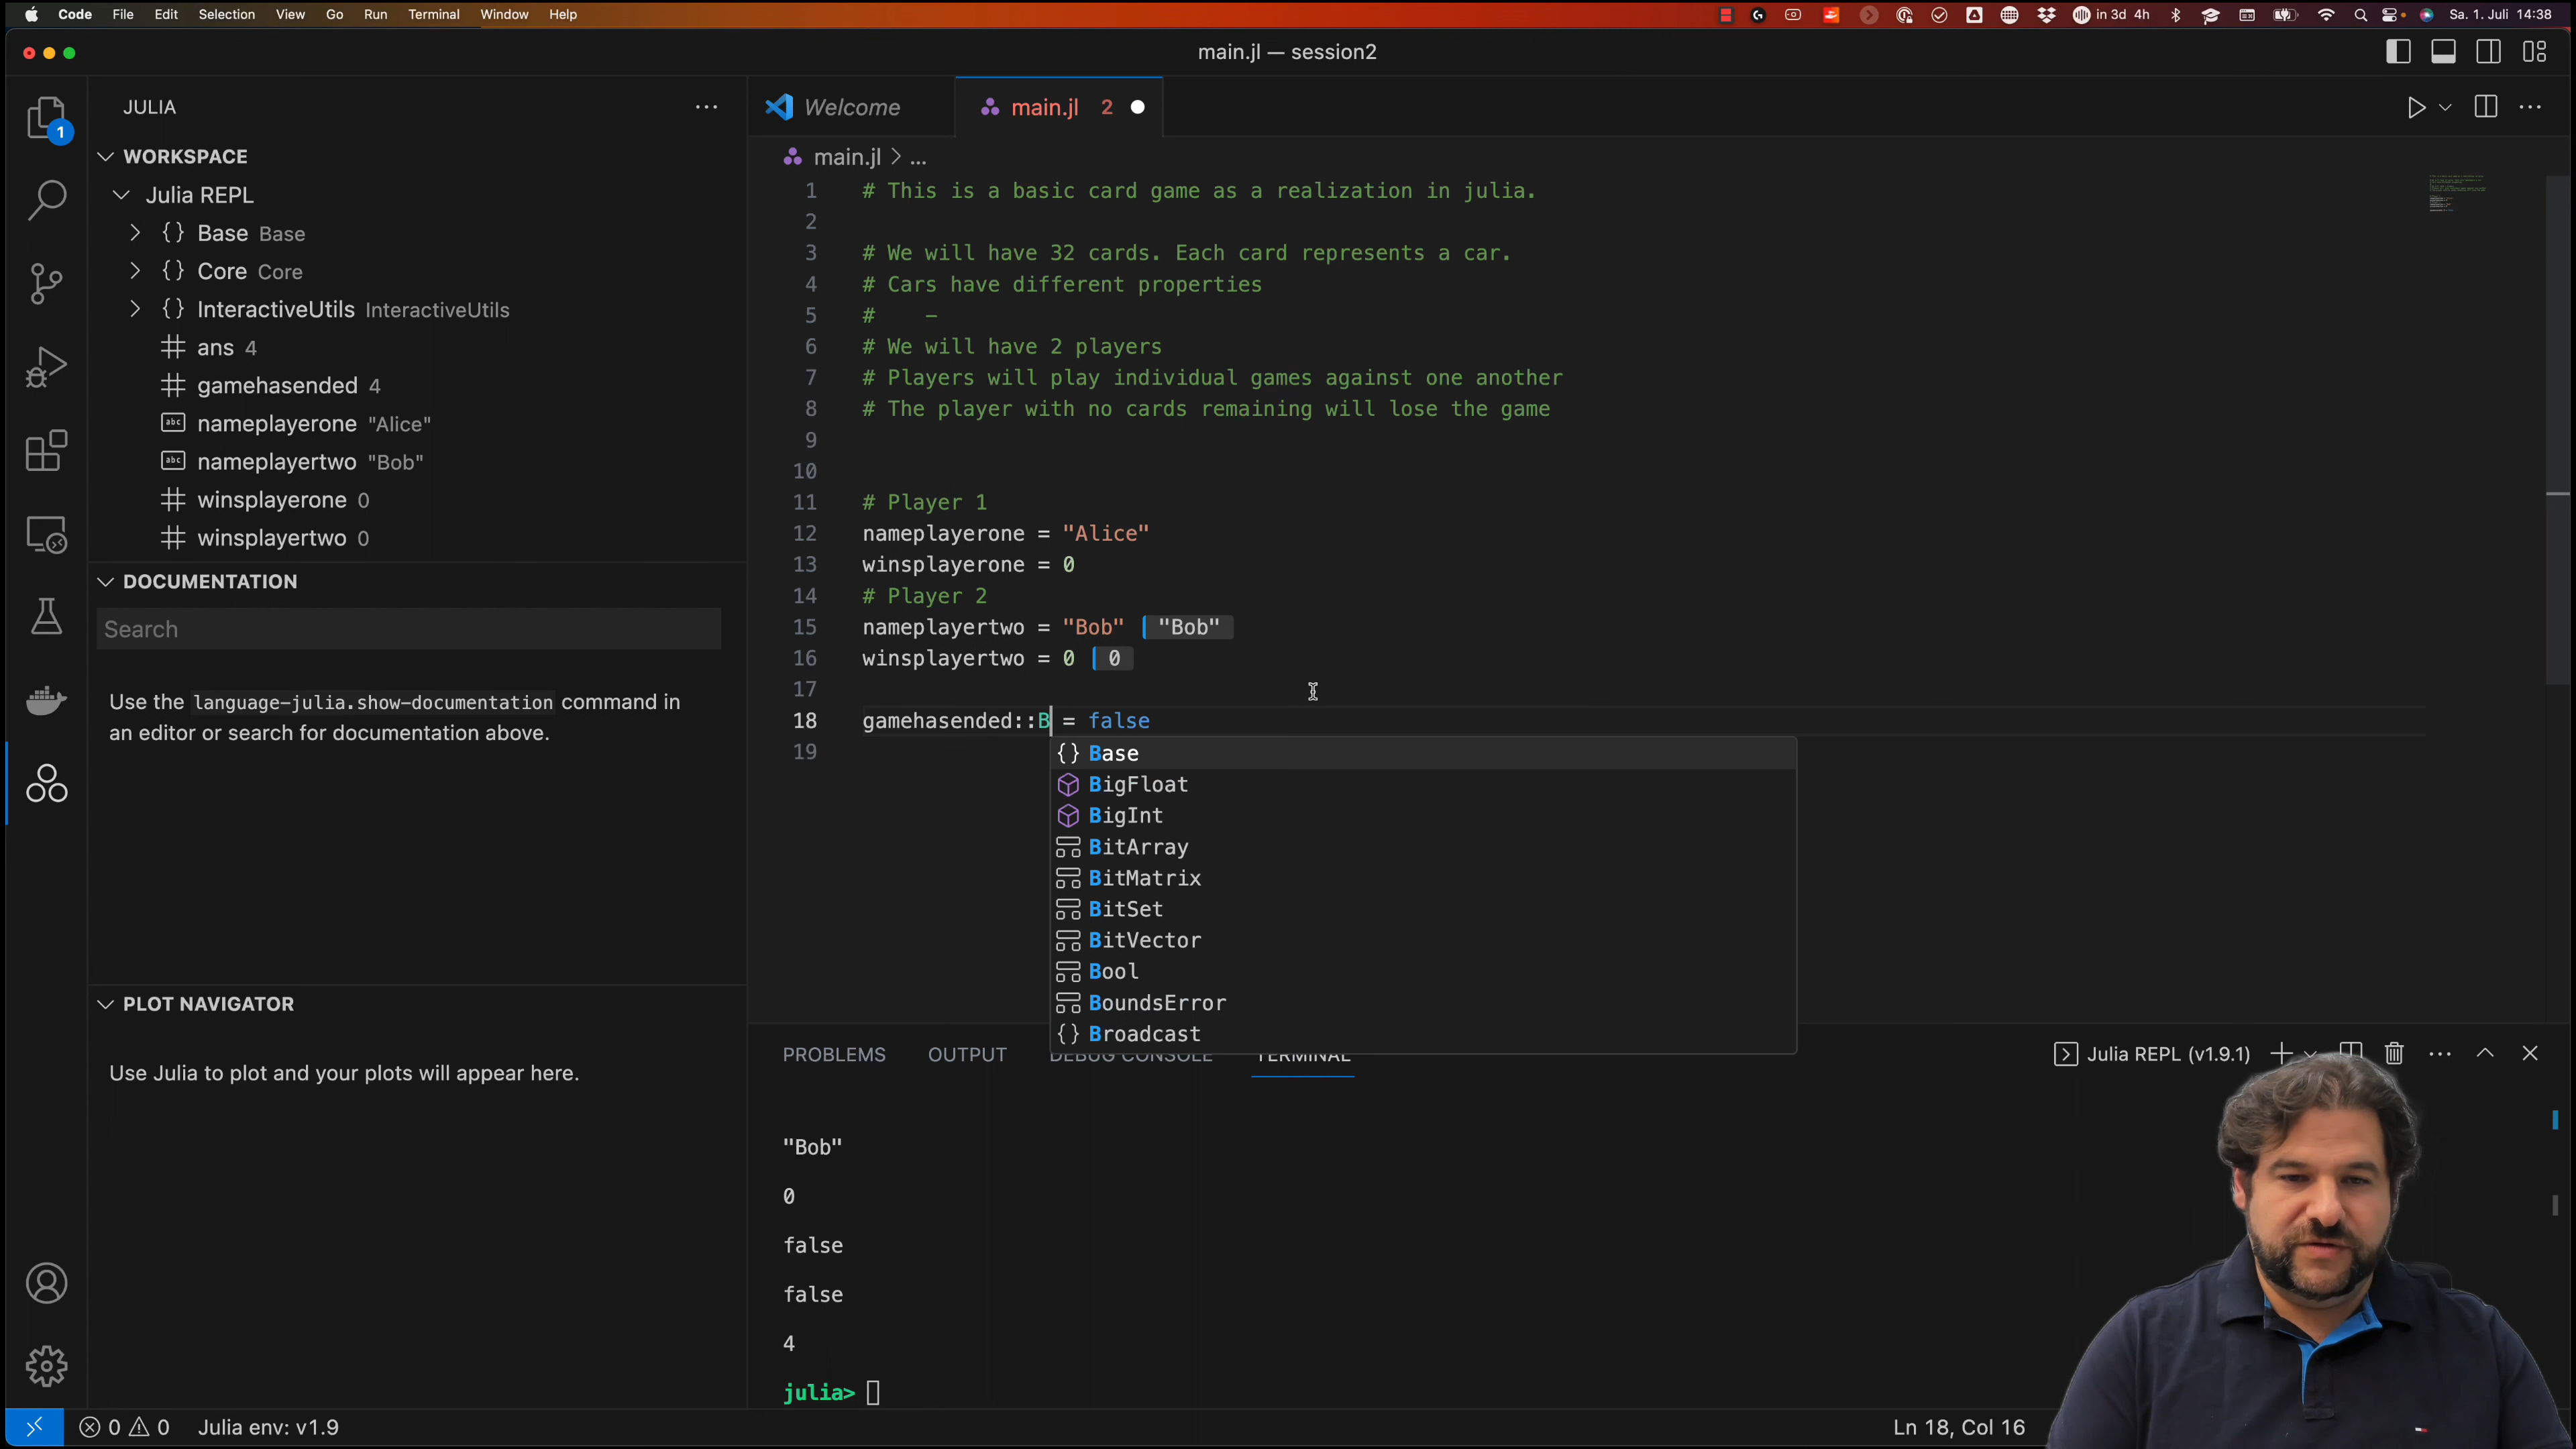 Code File Edit Selection View Go Run Terminal Window Help in 3d 4h Sa. 1. Juli 14:38
main.jl — session2
JULIA
WORKSPACE
Julia REPL
Base Base
Core Core
InteractiveUtils InteractiveUtils
ans 4
gamehasended 4
nameplayerone "Alice"
nameplayertwo "Bob"
winsplayerone 0
winsplayertwo 0
DOCUMENTATION
Search
Use the language-julia.show-documentation command in
an editor or search for documentation above.
PLOT NAVIGATOR
Use Julia to plot and your plots will appear here.
1
Welcome main.jl 2
main.jl > ...
1 # This is a basic card game as a realization in julia.
2
3 # We will have 32 cards. Each card represents a car.
4 # Cars have different properties
5 #    -
6 # We will have 2 players
7 # Players will play individual games against one another
8 # The player with no cards remaining will lose the game
9
10
11 # Player 1
12 nameplayerone = "Alice"
13 winsplayerone = 0
14 # Player 2
15 nameplayertwo = "Bob" "Bob"
16 winsplayertwo = 0 0
17
18 gamehasended::B = false
19
{} Base
BigFloat
BigInt
BitArray
BitMatrix
BitSet
BitVector
Bool
BoundsError
{} Broadcast
PROBLEMS OUTPUT DEBUG CONSOLE TERMINAL Julia REPL (v1.9.1)
"Bob"
0
false
false
4
julia>
0 0 Julia env: v1.9 Ln 18, Col 16